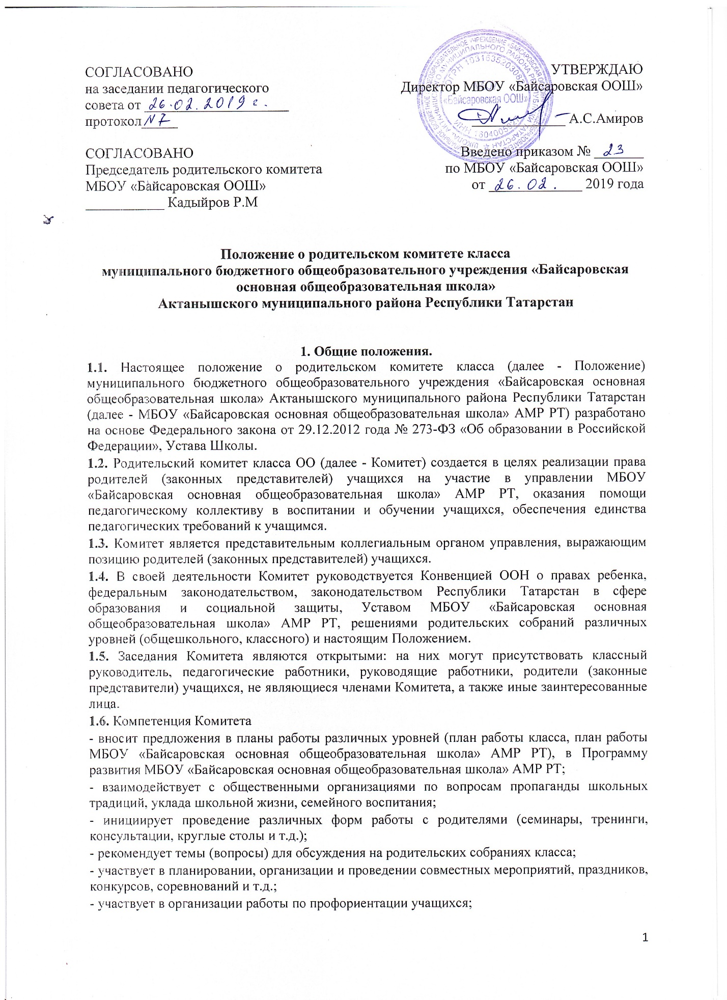 СОГЛАСОВАНО
на заседании педагогического
совета от 26.02.2019 г.
протокол N 7
СОГЛАСОВАНО
Председатель родительского комитета
МБОУ «Байсаровская ООШ»
____________ Кадыйров Р.М
УТВЕРЖДАЮ
Директор МБОУ «Байсаровская ООШ»
«Байсаровская ООШ»
______________ А.С.Амиров
Введено приказом № 23
по МБОУ «Байсаровская ООШ»
от 26.02. 2019 года
Положение о родительском комитете класса
муниципального бюджетного общеобразовательного учреждения «Байсаровская
основная общеобразовательная школа»
Актанышского муниципального района Республики Татарстан
1. Общие положения.
1.1. Настоящее положение о родительском комитете класса (далее - Положение)
муниципального бюджетного общеобразовательного учреждения «Байсаровская основная
общеобразовательная школа» Актанышского муниципального района Республики Татарстан
(далее - МБОУ «Байсаровская основная общеобразовательная школа» АМР РТ) разработано
на основе Федерального закона от 29.12.2012 года № 273-ФЗ «Об образовании в Российской
Федерации», Устава Школы.
1.2. Родительский комитет класса ОО (далее - Комитет) создается в целях реализации права
родителей (законных представителей) учащихся на участие в управлении МБОУ
«Байсаровская основная общеобразовательная школа» АМР РТ, оказания помощи
педагогическому коллективу в воспитании и обучении учащихся, обеспечения единства
педагогических требований к учащимся.
1.3. Комитет является представительным коллегиальным органом управления, выражающим
позицию родителей (законных представителей) учащихся.
1.4. В своей деятельности Комитет руководствуется Конвенцией ООН о правах ребенка,
федеральным законодательством, законодательством Республики Татарстан в сфере
образования и социальной защиты, Уставом МБОУ «Байсаровская основная
общеобразовательная школа» АМР РТ, решениями родительских собраний различных
уровней (общешкольного, классного) и настоящим Положением.
1.5. Заседания Комитета являются открытыми: на них могут присутствовать классный
руководитель, педагогические работники, руководящие работники, родители (законные
представители) учащихся, не являющиеся членами Комитета, а также иные заинтересованные
лица.
1.6. Компетенция Комитета
- вносит предложения в планы работы различных уровней (план работы класса, план работы
МБОУ «Байсаровская основная общеобразовательная школа» АМР РТ), в Программу
развития МБОУ «Байсаровская основная общеобразовательная школа» АМР РТ;
- взаимодействует с общественными организациями по вопросам пропаганды школьных
традиций, уклада школьной жизни, семейного воспитания;
- инициирует проведение различных форм работы с родителями (семинары, тренинги,
консультации, круглые столы и т.д.);
- рекомендует темы (вопросы) для обсуждения на родительских собраниях класса;
- участвует в планировании, организации и проведении совместных мероприятий, праздников,
конкурсов, соревнований и т.д.;
- участвует в организации работы по профориентации учащихся;
1